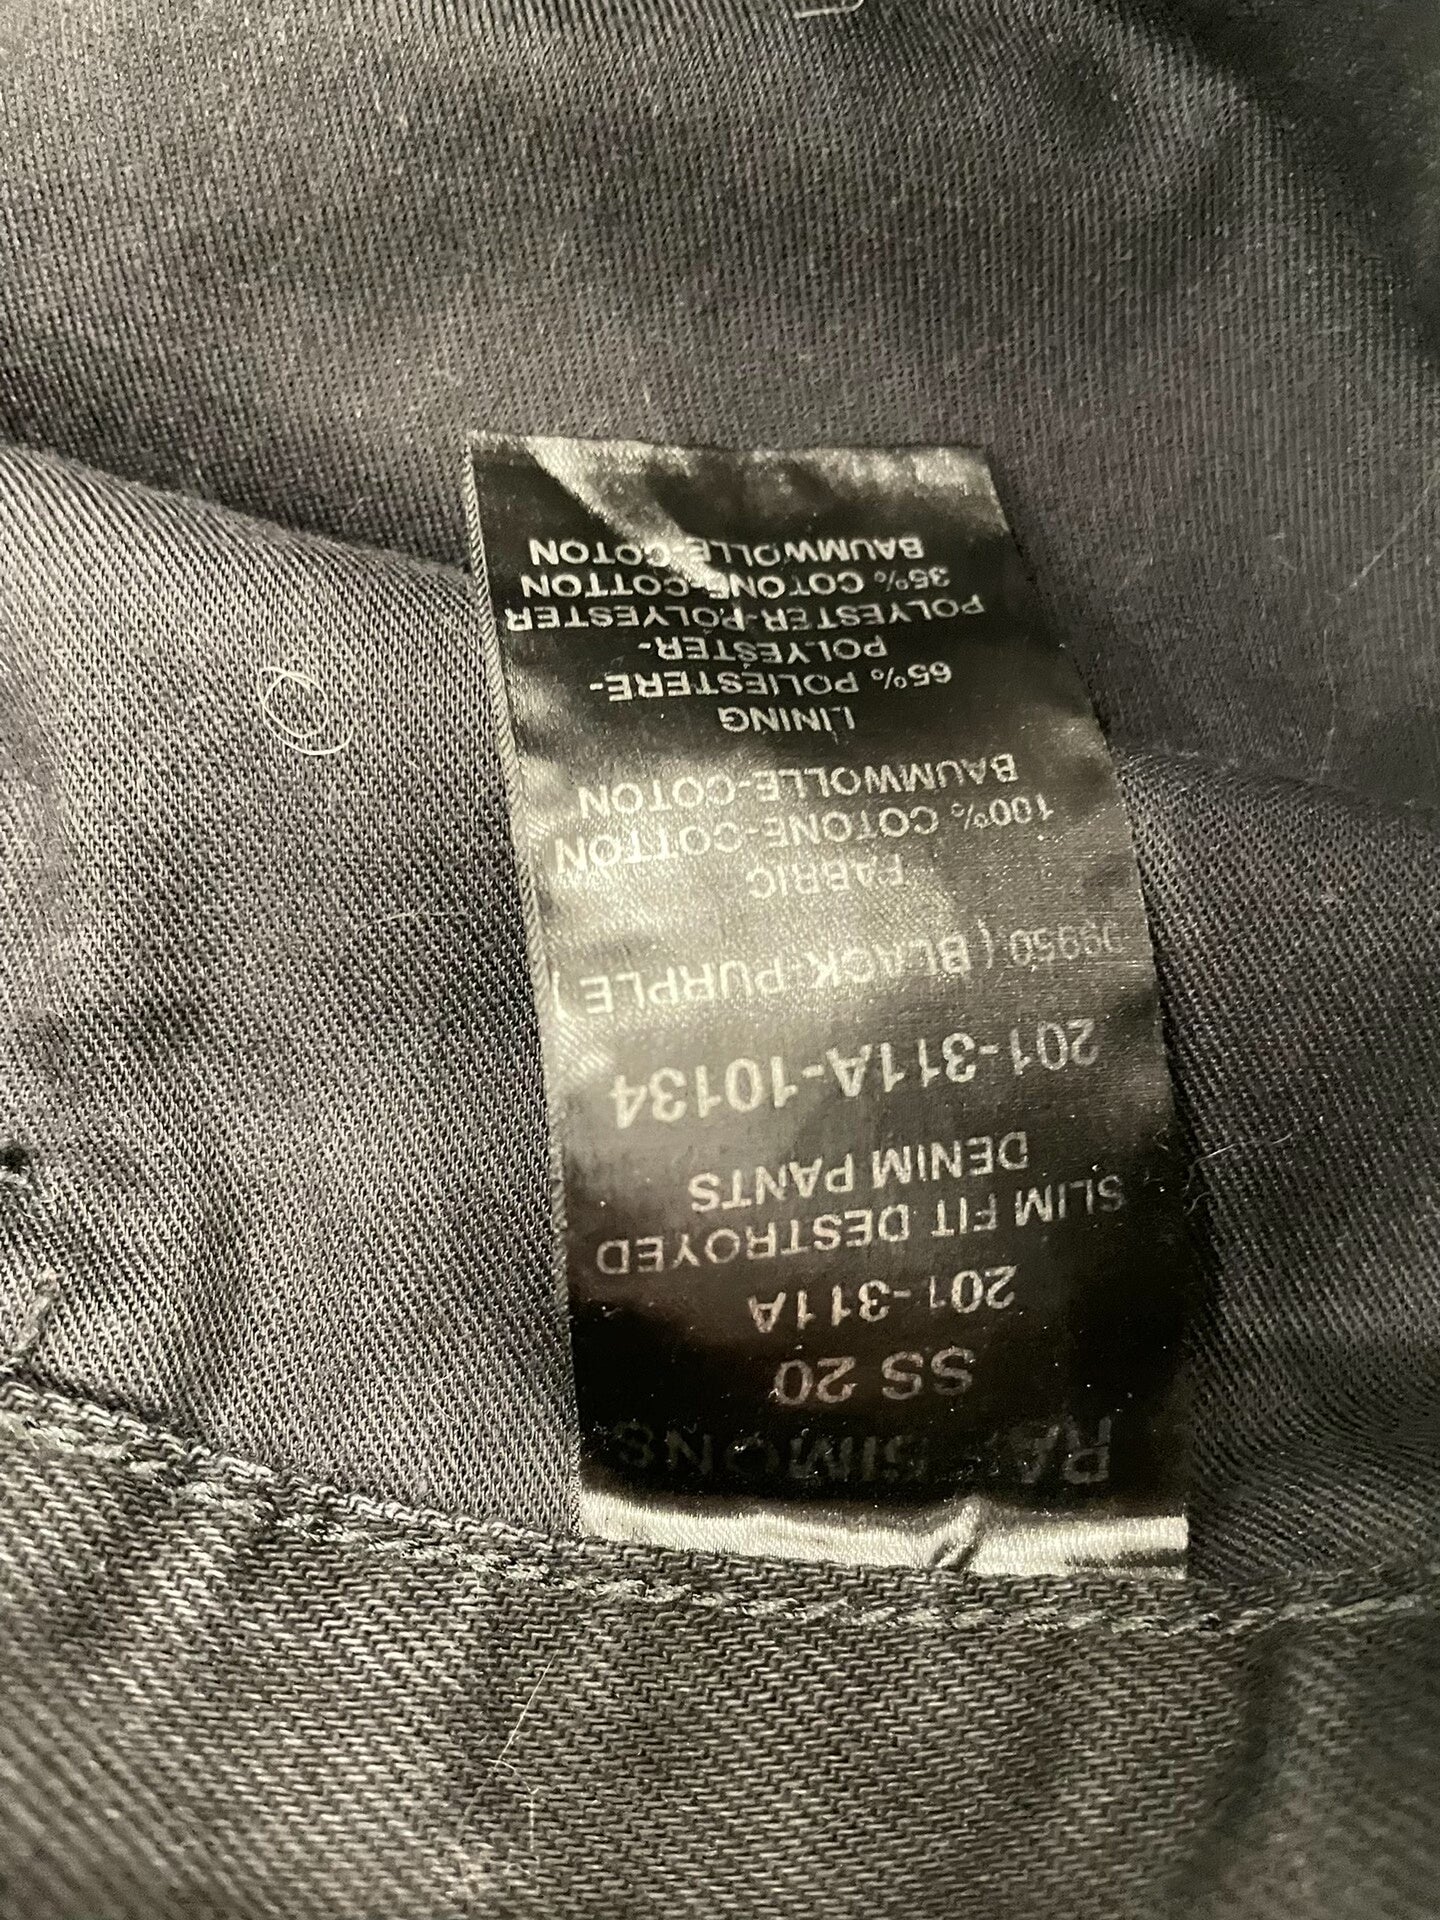 RAF SIMONS
SS 20
201-311A
SLIM FIT DESTROYED
DENIM PANTS
201-311A-10134
09950 ( BLACK-PURPLE )
FABRIC
100% COTONE-COTTON
BAUMWOLLE-COTON
LINING
65% POLIESTERE-
POLYESTER-
POLYESTER-POLYESTER
35% COTONE-COTTON
BAUMWOLLE-COTON